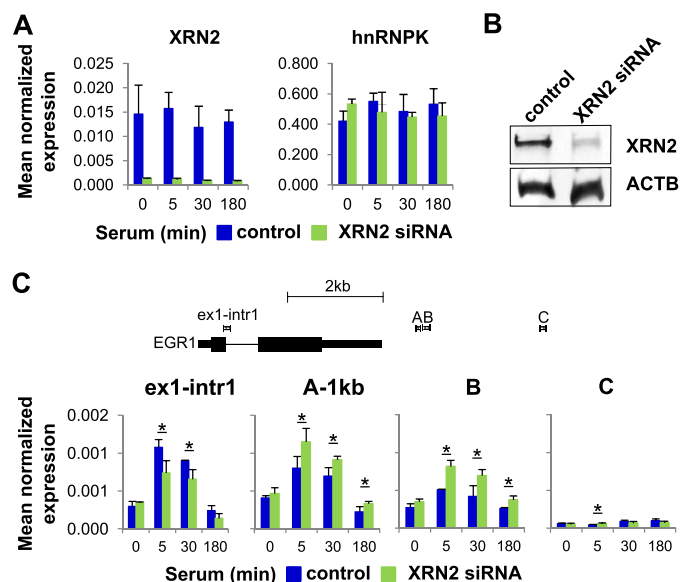 A
B
XRN2
hnRNPK
Mean normalized
expression
0.025
0.020
0.015
0.010
0.005
0.000
0 5 30 180
0.800
0.600
0.400
0.200
0.000
0 5 30 180
Serum (min) control XRN2 siRNA
control
XRN2 siRNA
XRN2
ACTB
C
2kb
ex1-intr1
AB
C
EGR1
ex1-intr1
A-1kb
B
C
Mean normalized
expression
0.002
0.001
0.001
0.000
* *
* * *
* * *
*
0 5 30 180
0 5 30 180
0 5 30 180
0 5 30 180
Serum (min) control XRN2 siRNA